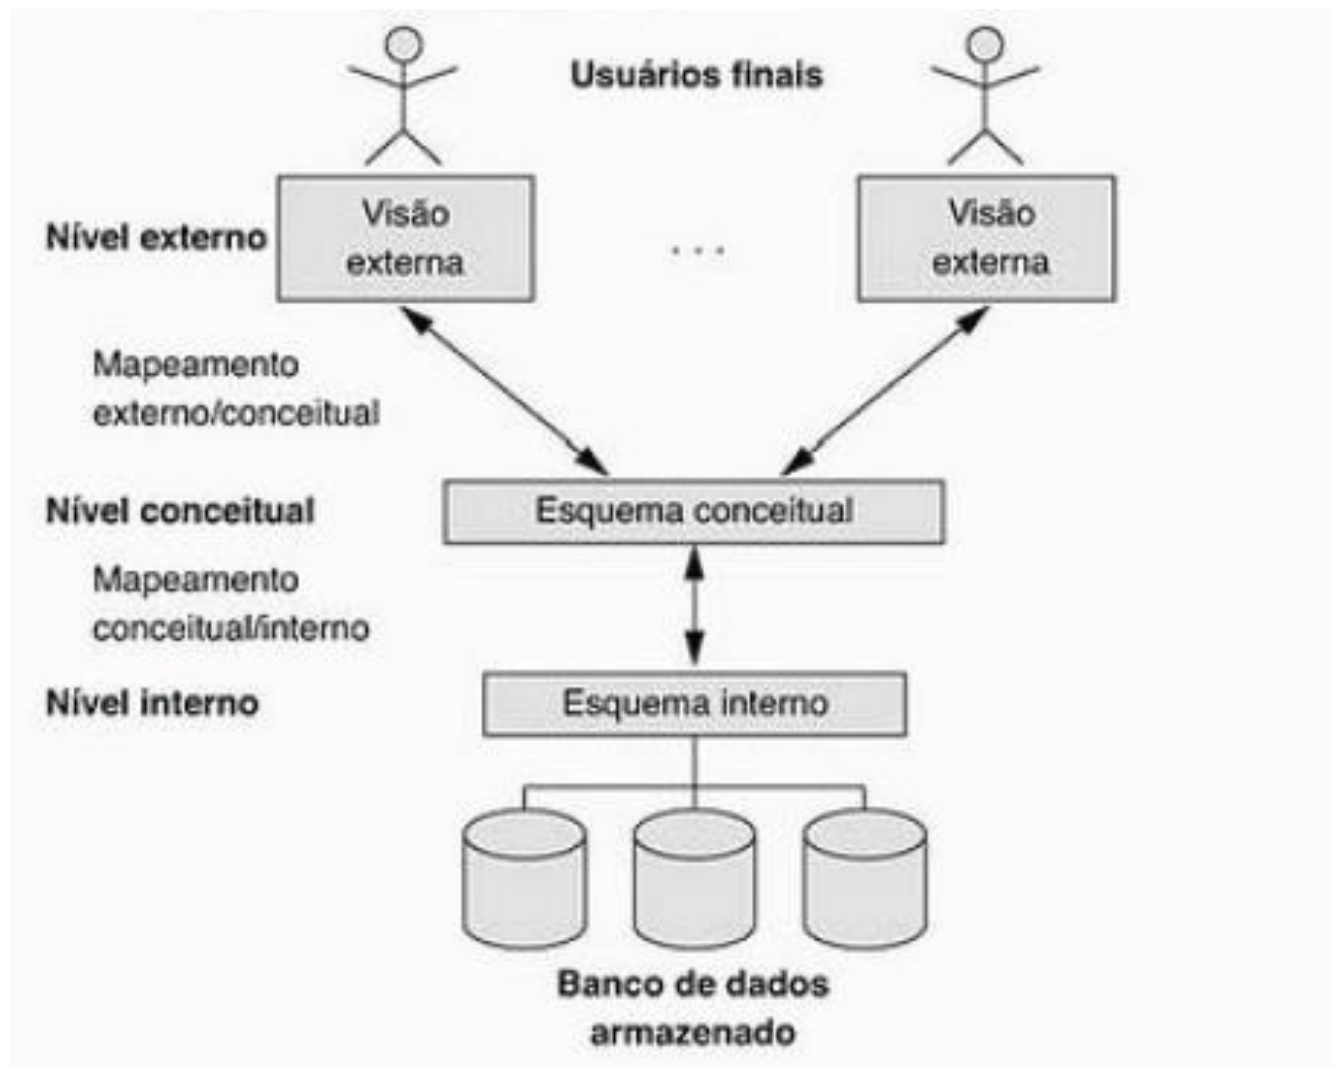 Usuários finais
Nível externo
Visão
externa
. . .
Visão
externa
Mapeamento
externo/conceitual
Nível conceitual
Esquema conceitual
Mapeamento
conceitual/interno
Nível interno
Esquema interno
Banco de dados
armazenado